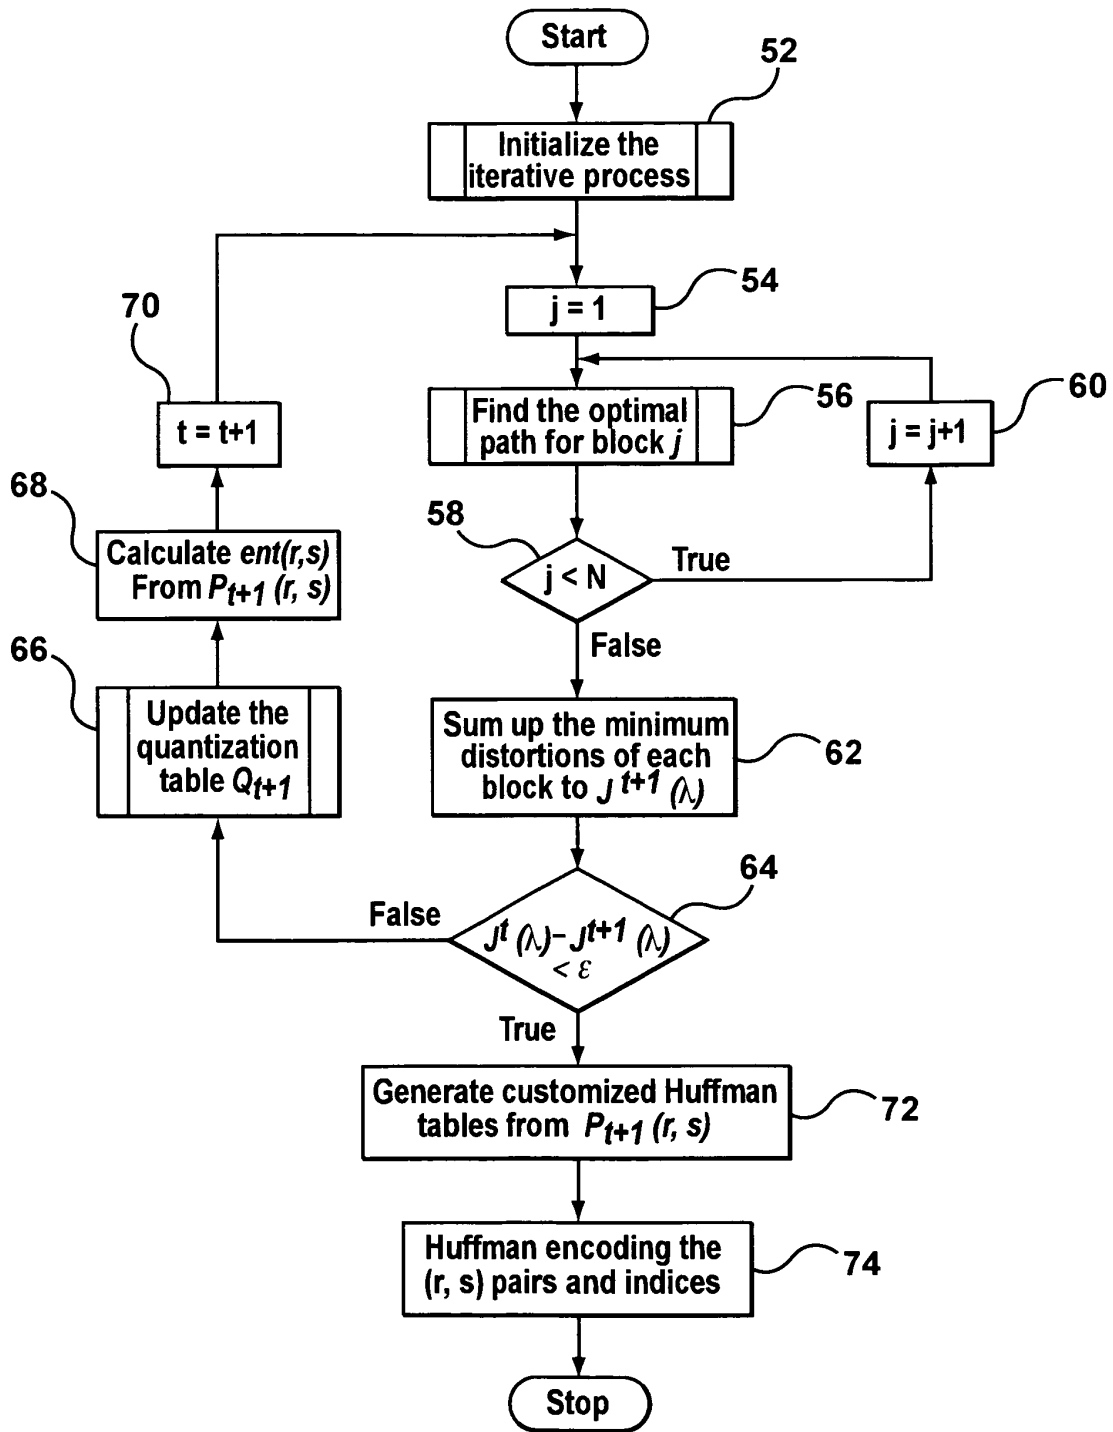 Start
52
Initialize the
iterative process
54
j = 1
70
t = t+1
56
Find the optimal
path for block j
60
j = j+1
68
Calculate ent(r,s)
From Pt+1 (r, s)
58
j < N
True
False
66
Update the
quantization
table Qt+1
Sum up the minimum
distortions of each
block to J t+1 (λ)
62
64
False
Jt (λ)– Jt+1 (λ)
< ε
True
Generate customized Huffman
tables from Pt+1 (r, s)
72
Huffman encoding the
(r, s) pairs and indices
74
Stop